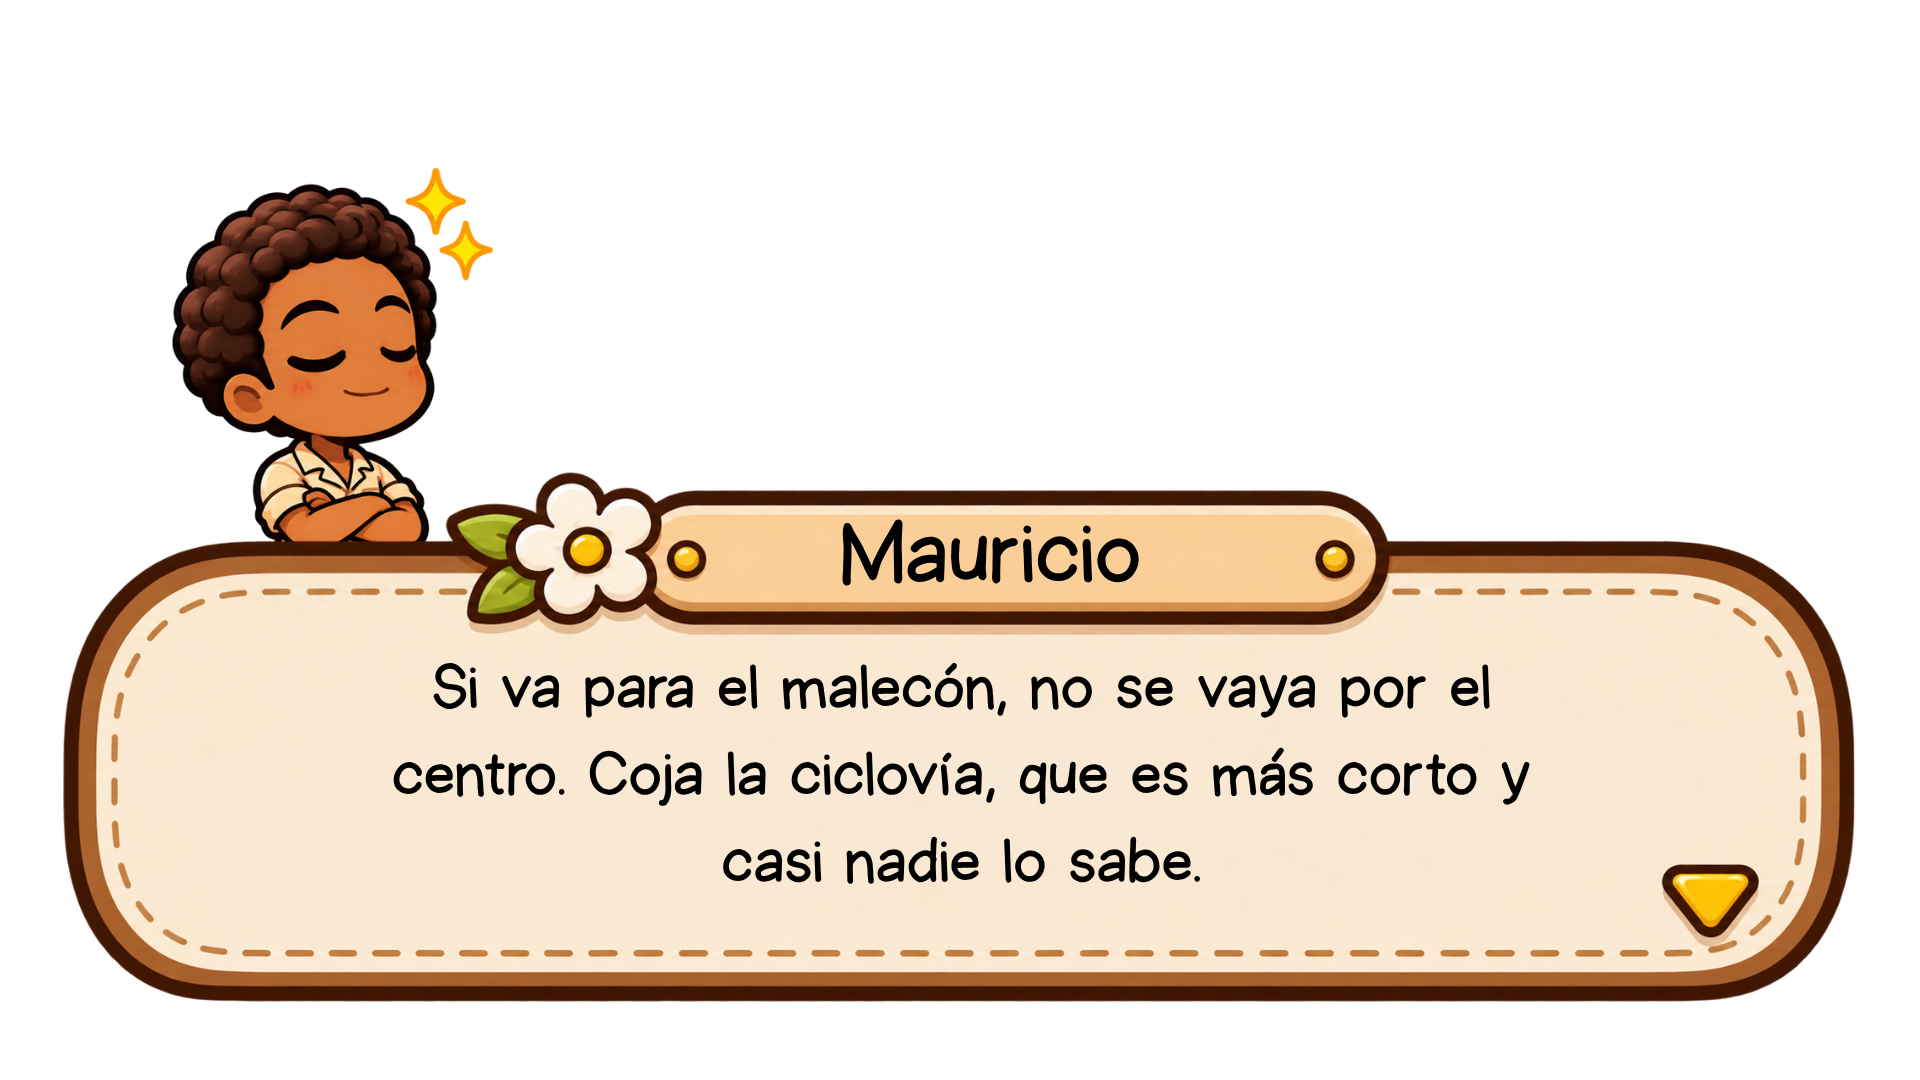 Mauricio
Si va para el malecón, no se vaya por el
centro. Coja la ciclovía, que es más corto y
casi nadie lo sabe.